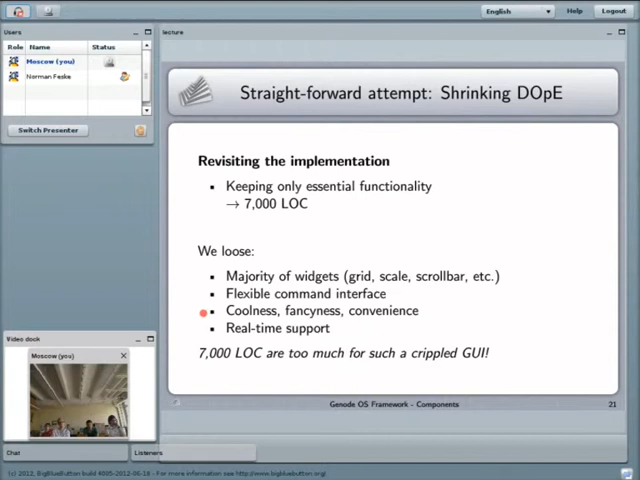 English
Help
Logout
Users
Role Name Status
Moscow (you)
Norman Feske
Switch Presenter
Video dock
Moscow (you)
Chat
Listeners
lecture
Straight-forward attempt: Shrinking DOpE
Revisiting the implementation
Keeping only essential functionality
→ 7,000 LOC
We loose:
Majority of widgets (grid, scale, scrollbar, etc.)
Flexible command interface
Coolness, fancyness, convenience
Real-time support
7,000 LOC are too much for such a crippled GUI!
Genode OS Framework - Components
21
(c) 2012, BigBlueButton build 4005-2012-06-18 - For more information see http://www.bigbluebutton.org/